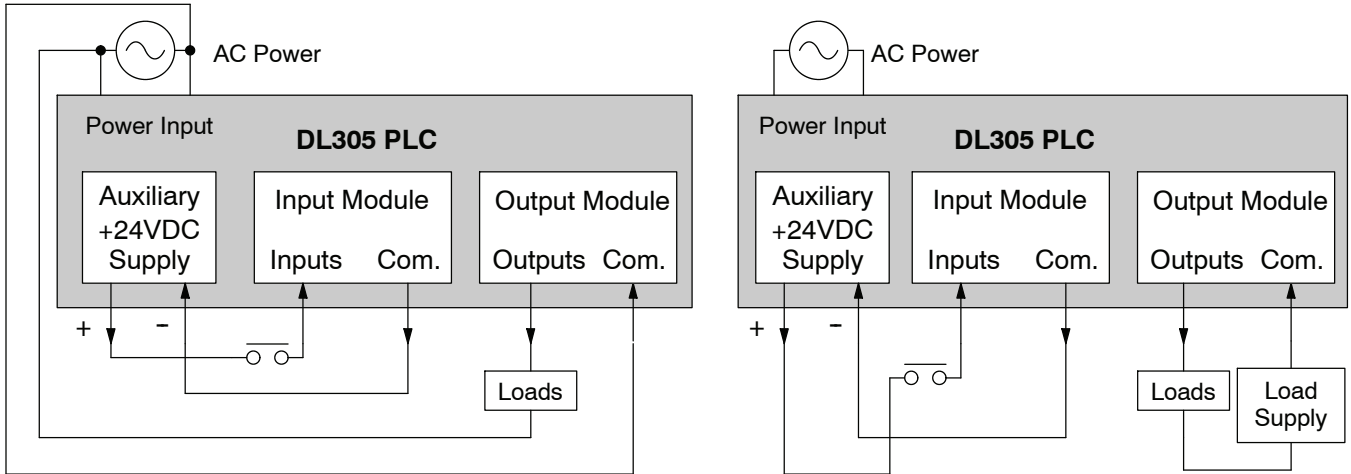 AC Power
Power Input
DL305 PLC
Auxiliary
+24VDC
Supply
Input Module
Inputs Com.
Output Module
Outputs Com.
+ -
Loads
AC Power
Power Input
DL305 PLC
Auxiliary
+24VDC
Supply
Input Module
Inputs Com.
Output Module
Outputs Com.
+ -
Loads
Load
Supply